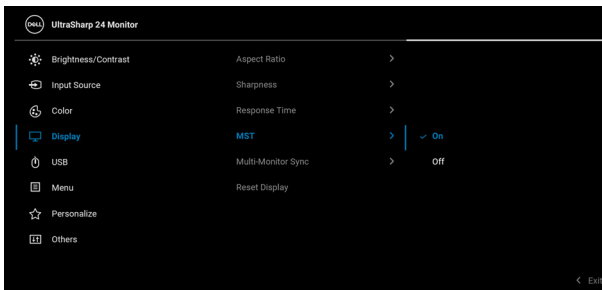 DELL UltraSharp 24 Monitor
Brightness/Contrast Aspect Ratio
Input Source Sharpness
Color Response Time
Display MST On
USB Multi-Monitor Sync Off
Menu Reset Display
Personalize
Others
Exit